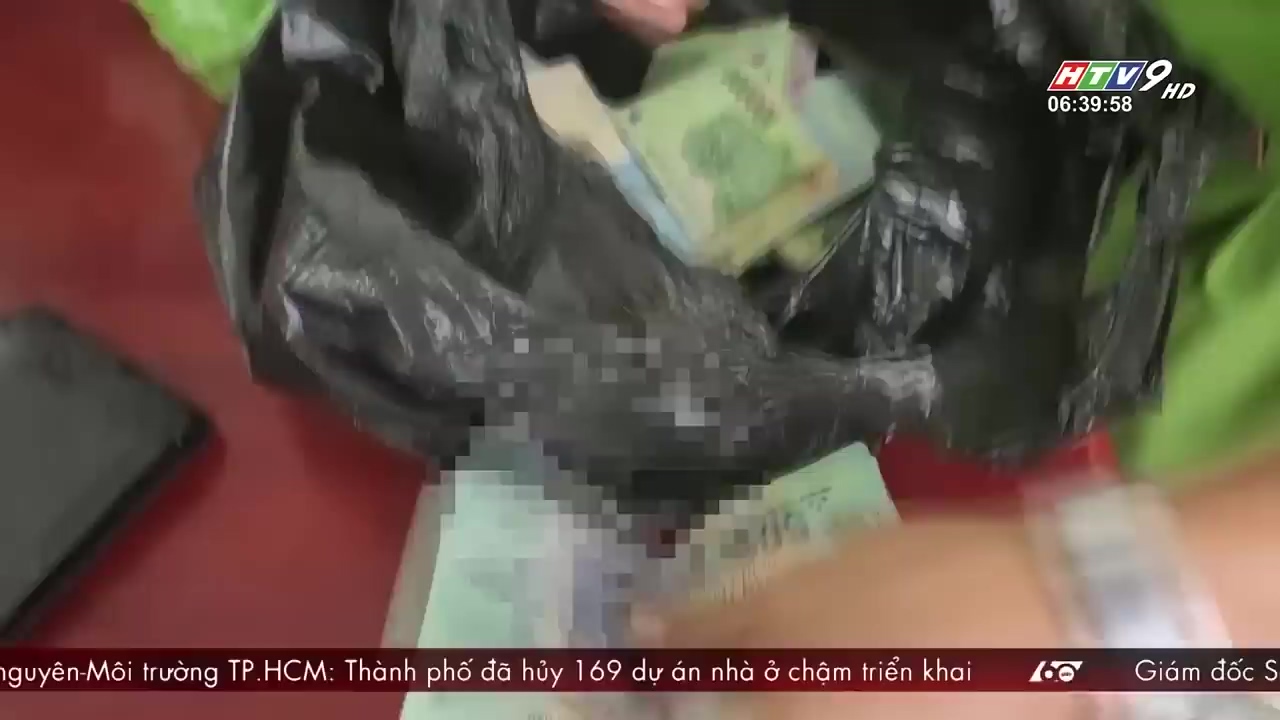 HTV9 HD
06:39:58
nguyên-Môi trường TP.HCM: Thành phố đã hủy 169 dự án nhà ở chậm triển khai 60 Giám đốc S